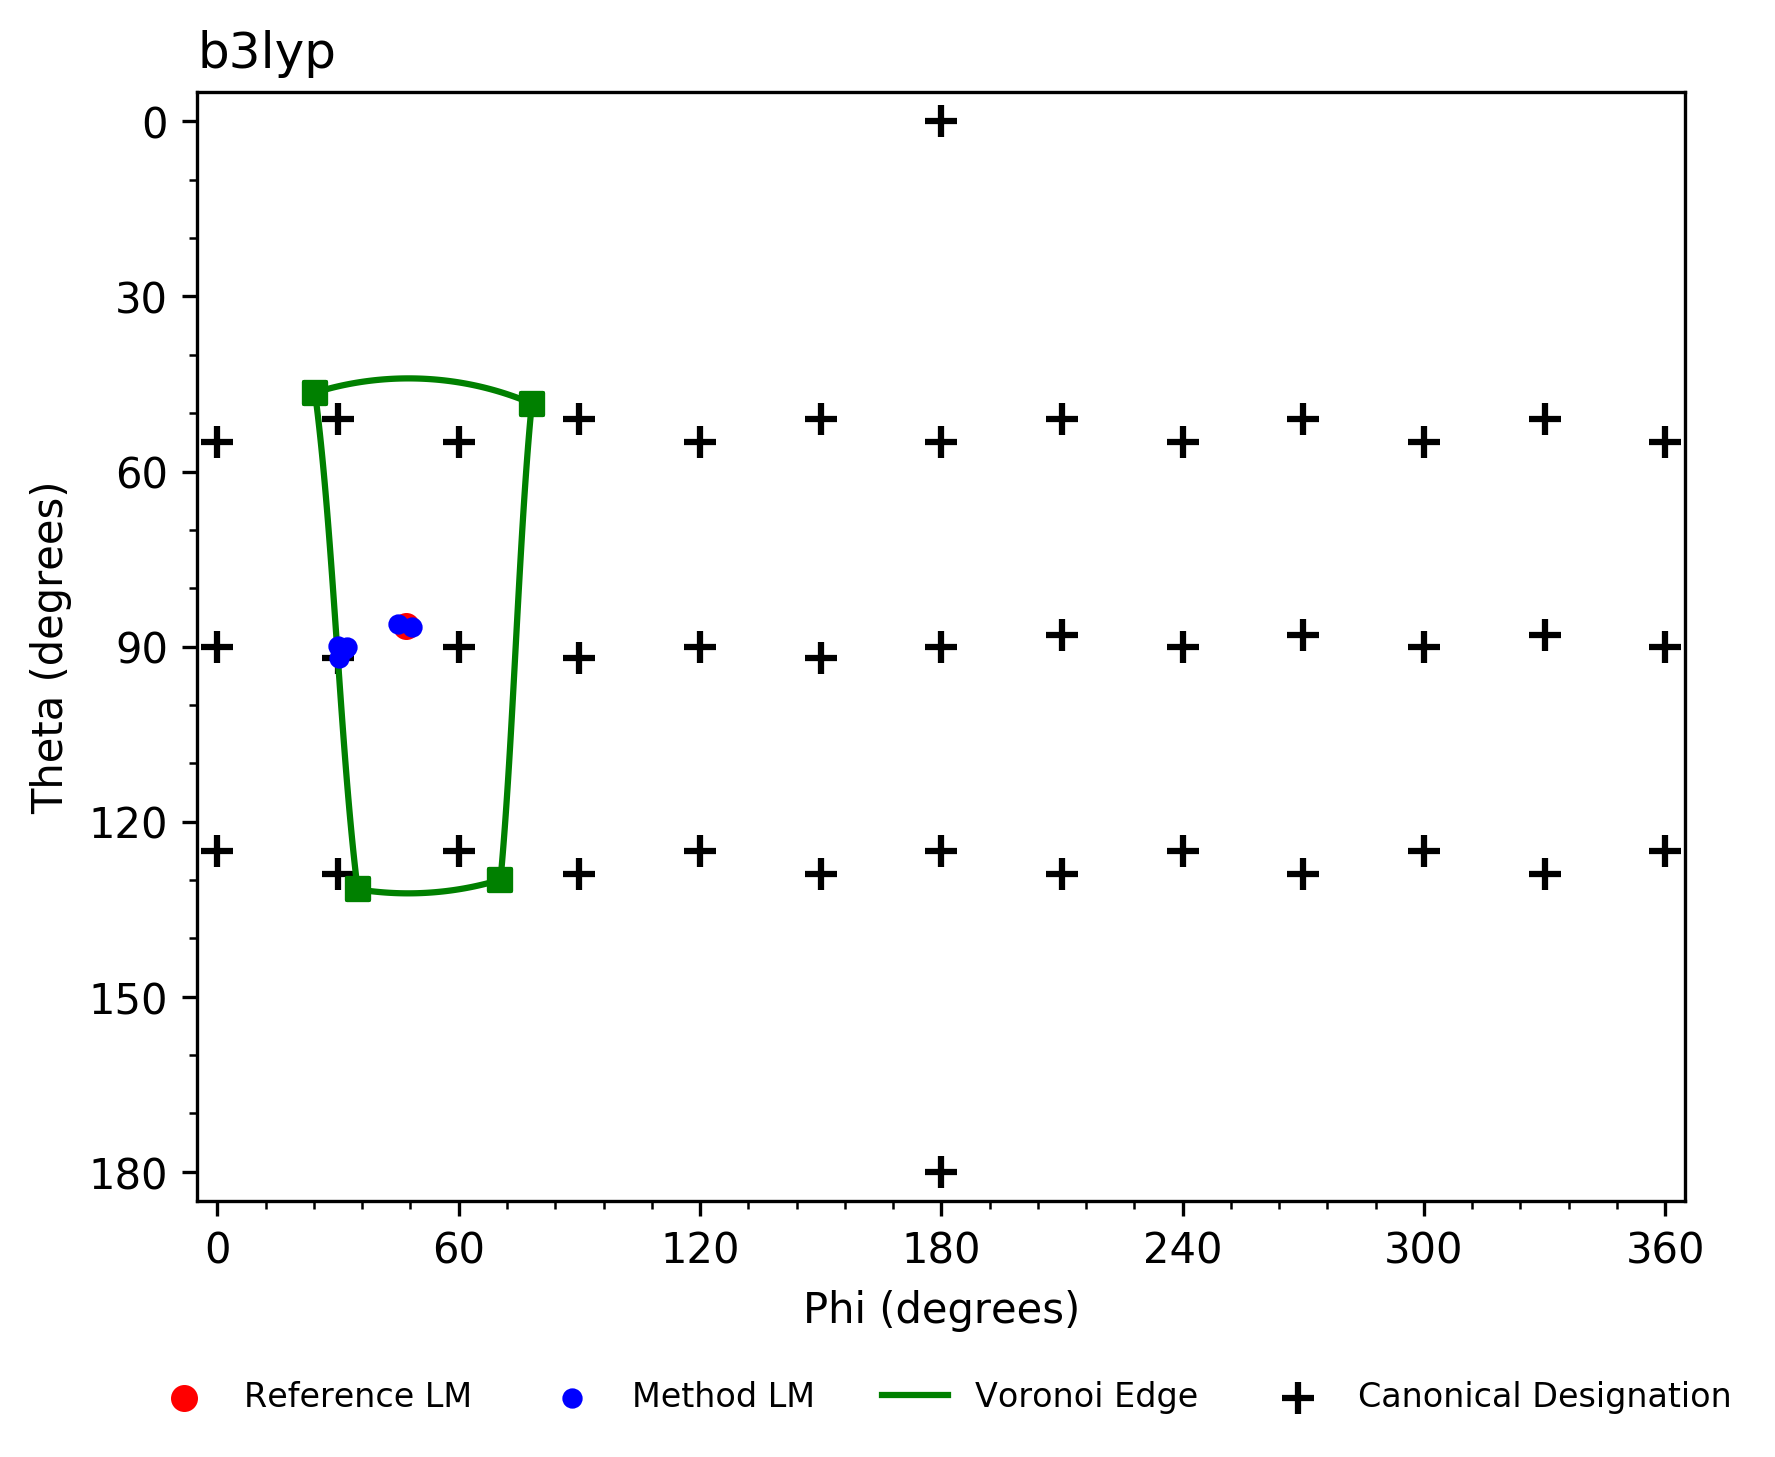 b3lyp
0
30
60
90
120
150
180
Theta (degrees)
0 60 120 180 240 300 360
Phi (degrees)
Reference LM Method LM Voronoi Edge Canonical Designation